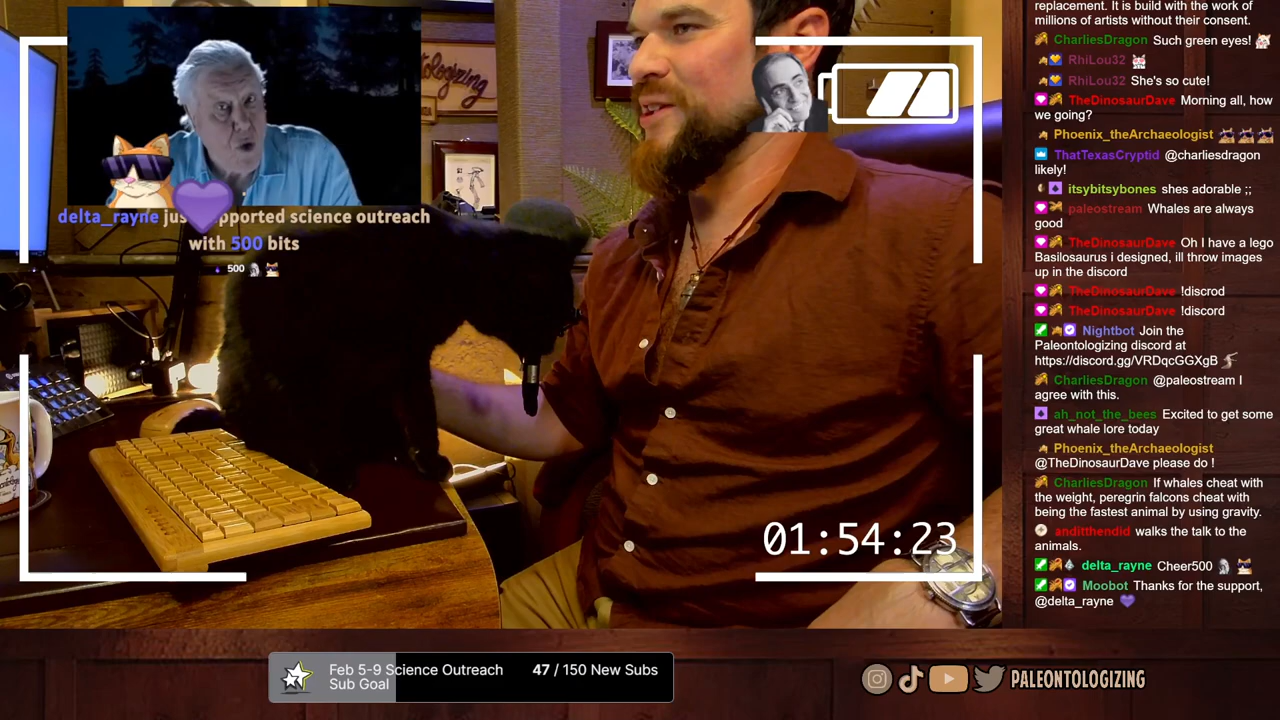 ologizing
delta_rayne just supported science outreach
with 500 bits
500
01:54:23
replacement. It is build with the work of
millions of artists without their consent.
CharliesDragon Such green eyes!
RhiLou32
RhiLou32 She's so cute!
TheDinosaurDave Morning all, how
we going?
Phoenix_theArchaeologist
ThatTexasCryptid @charliesdragon
likely!
itsybitsybones shes adorable ;;
paleostream Whales are always
good
TheDinosaurDave Oh I have a lego
Basilosaurus i designed, ill throw images
up in the discord
TheDinosaurDave !discrod
TheDinosaurDave !discord
Nightbot Join the
Paleontologizing discord at
https://discord.gg/VRDqcGGXgB
CharliesDragon @paleostream I
agree with this.
ah_not_the_bees Excited to get some
great whale lore today
Phoenix_theArchaeologist
@TheDinosaurDave please do !
CharliesDragon If whales cheat with
the weight, peregrin falcons cheat with
being the fastest animal by using gravity.
anditthendid walks the talk to the
animals.
delta_rayne Cheer500
Moobot Thanks for the support,
@delta_rayne
Feb 5-9 Science Outreach
Sub Goal
47 / 150 New Subs
PALEONTOLOGIZING